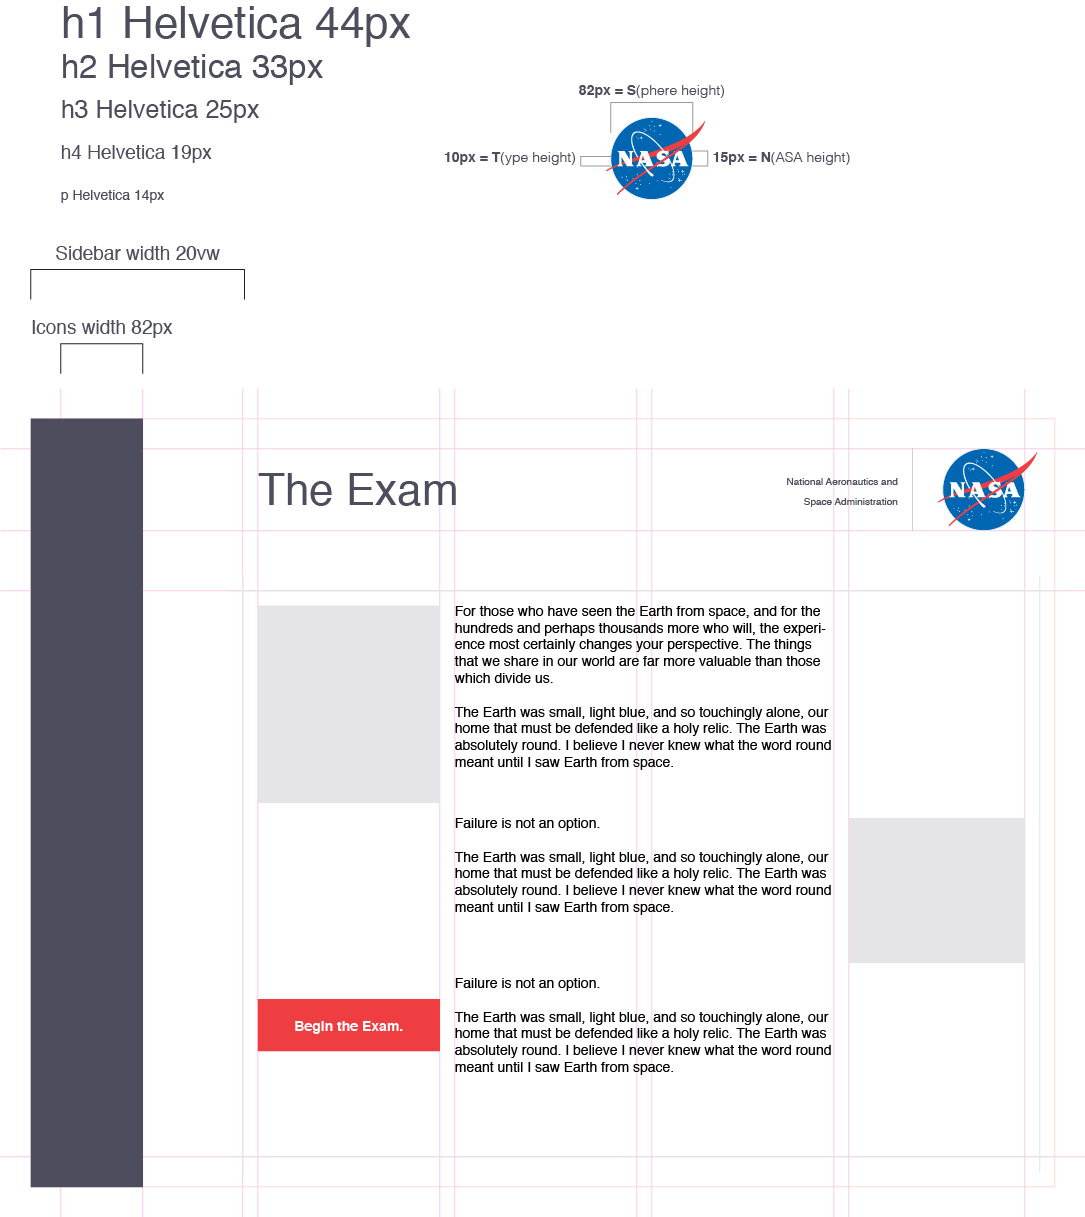 h1 Helvetica 44px
h2 Helvetica 33px
h3 Helvetica 25px
h4 Helvetica 19px
p Helvetica 14px
82px = S(phere height)
10px = T(ype height)
NASA
15px = N(ASA height)
Sidebar width 20vw
Icons width 82px
The Exam
National Aeronautics and
Space Administration
NASA
For those who have seen the Earth from space, and for the
hundreds and perhaps thousands more who will, the experi-
ence most certainly changes your perspective. The things
that we share in our world are far more valuable than those
which divide us.
The Earth was small, light blue, and so touchingly alone, our
home that must be defended like a holy relic. The Earth was
absolutely round. I believe I never knew what the word round
meant until I saw Earth from space.
Failure is not an option.
The Earth was small, light blue, and so touchingly alone, our
home that must be defended like a holy relic. The Earth was
absolutely round. I believe I never knew what the word round
meant until I saw Earth from space.
Begin the Exam.
Failure is not an option.
The Earth was small, light blue, and so touchingly alone, our
home that must be defended like a holy relic. The Earth was
absolutely round. I believe I never knew what the word round
meant until I saw Earth from space.